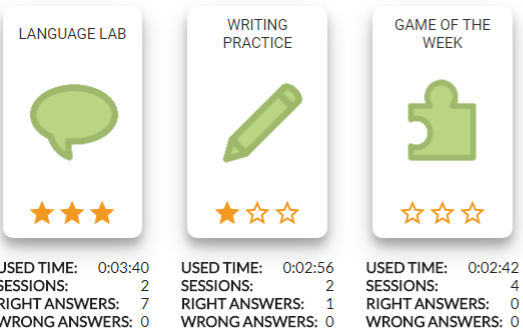 LANGUAGE LAB
WRITING
PRACTICE
GAME OF THE
WEEK
USED TIME: 0:03:40
SESSIONS: 2
RIGHT ANSWERS: 7
WRONG ANSWERS: 0
USED TIME: 0:02:56
SESSIONS: 2
RIGHT ANSWERS: 1
WRONG ANSWERS: 0
USED TIME: 0:02:42
SESSIONS: 4
RIGHT ANSWERS: 0
WRONG ANSWERS: 0